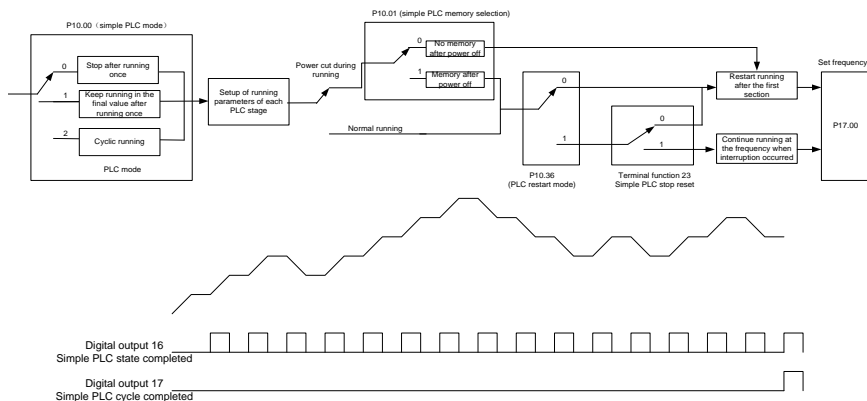 P10.00（simple PLC mode）
0
Stop after running
once
1
Keep running in the
final value after
running once
2
Cyclic running
PLC mode
Setup of running
parameters of each
PLC stage
Power cut during
running
Normal running
P10.01 (simple PLC memory selection)
0
No memory
after power off
1
Memory after
power off
0
1
P10.36
(PLC restart mode)
0
1
Terminal function 23
Simple PLC stop reset
Restart running
after the first
section
Continue running at
the frequency when
interruption occurred
Set frequency
P17.00
Digital output 16
Simple PLC state completed
Digital output 17
Simple PLC cycle completed